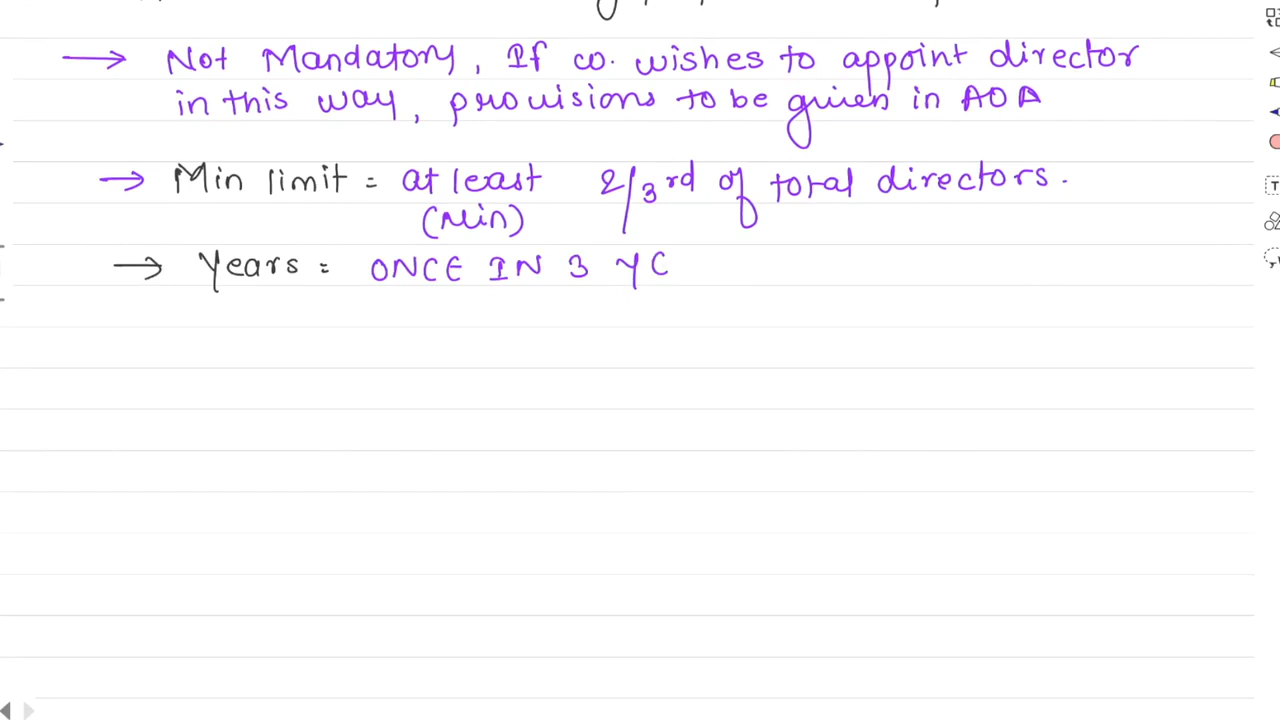 → Not Mandatory, If co. wishes to appoint director
in this way, provisions to be given in AOA
→ Min limit = at least 2/3rd of total directors.
(Min)
→ Years = ONCE IN 3 YC